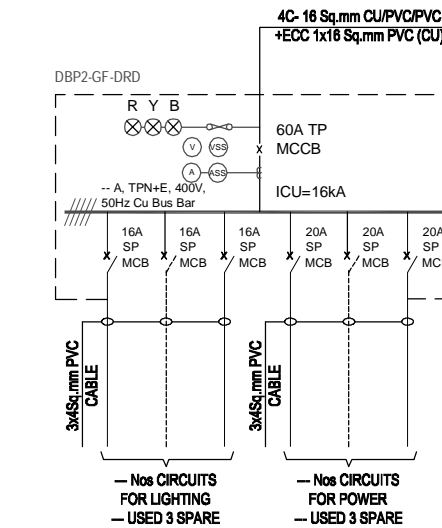 4C- 16 Sq.mm CU/PVC/PVC
+ECC 1x16 Sq.mm PVC (CU)
DBP2-GF-DRD
R Y B
60A TP
MCCB
V VSS
A ASS
ICU=16kA
-- A, TPN+E, 400V,
50Hz Cu Bus Bar
16A 16A 16A 20A 20A 20A
SP SP SP SP SP SP
MCB MCB MCB MCB MCB MC
3x4Sq.mm PVC
CABLE
3x4Sq.mm PVC
CABLE
--- Nos CIRCUITS
FOR LIGHTING
--- USED 3 SPARE
--- Nos CIRCUITS
FOR POWER
--- USED 3 SPARE